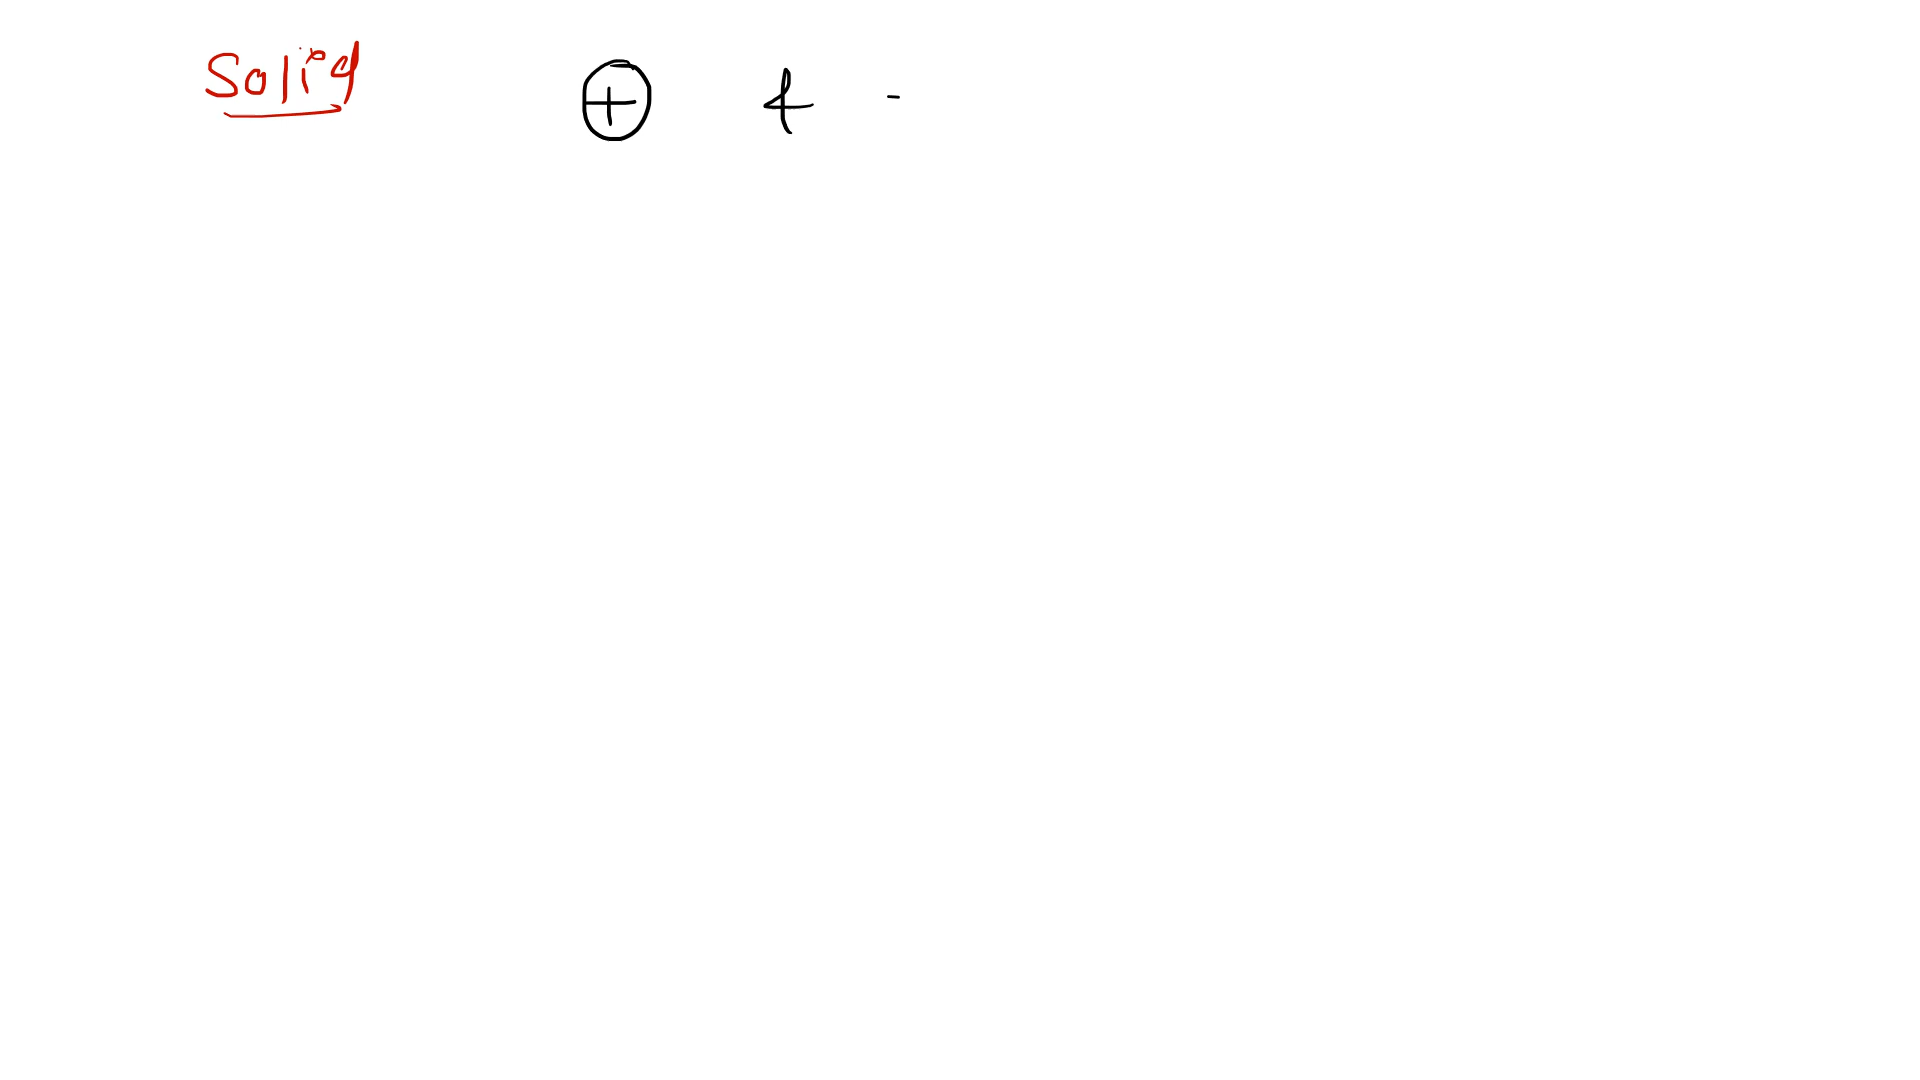 Solid ⊕ + -